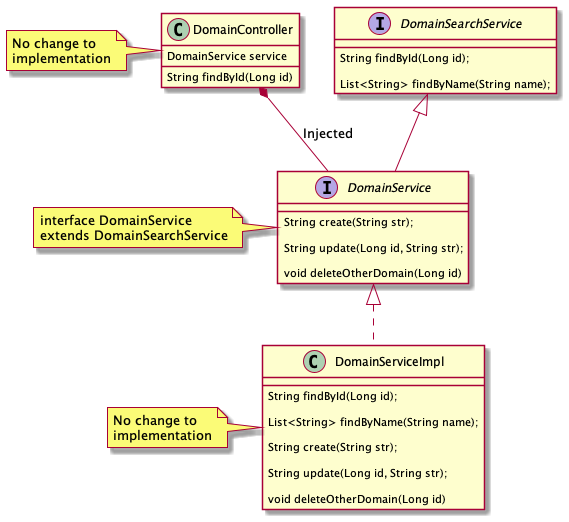 No change to
implementation
C DomainController
DomainService service
String findById(Long id)
I DomainSearchService
String findById(Long id);
List<String> findByName(String name);
Injected
interface DomainService
extends DomainSearchService
I DomainService
String create(String str);
String update(Long id, String str);
void deleteOtherDomain(Long id)
No change to
implementation
C DomainServiceImpl
String findById(Long id);
List<String> findByName(String name);
String create(String str);
String update(Long id, String str);
void deleteOtherDomain(Long id)